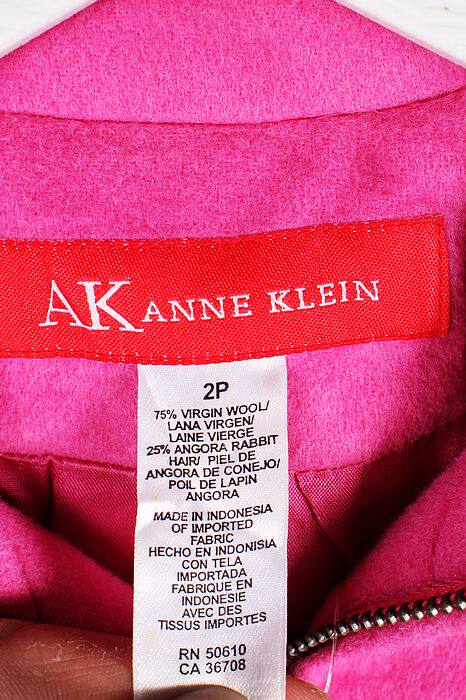 AK ANNE KLEIN
2P
75% VIRGIN WOOL/
LANA VIRGEN/
LAINE VIERGE
25% ANGORA RABBIT
HAIR/ PIEL DE
ANGORA DE CONEJO/
POIL DE LAPIN
ANGORA
MADE IN INDONESIA
OF IMPORTED
FABRIC
HECHO EN INDONISIA
CON TELA
IMPORTADA
FABRIQUE EN
INDONESIE
AVEC DES
TISSUS IMPORTES
RN 50610
CA 36708